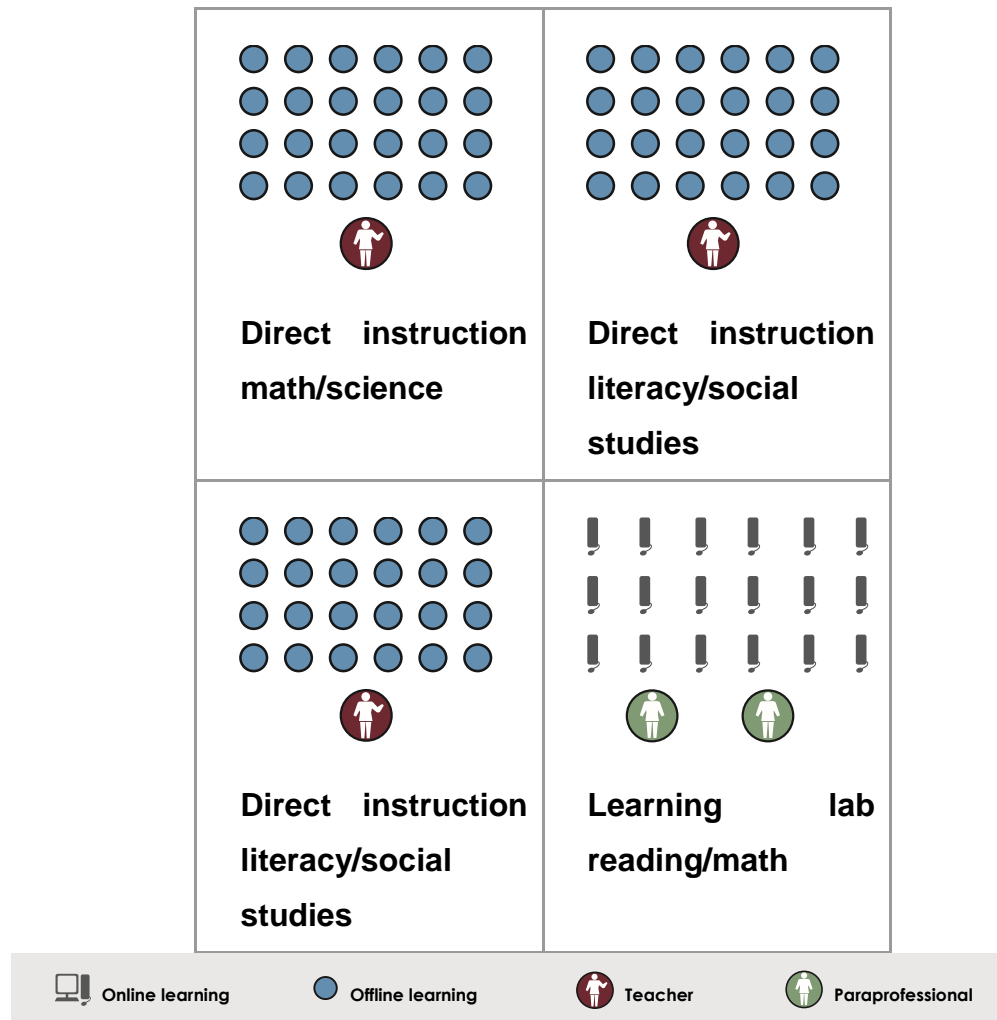 Direct instruction
math/science
Direct instruction
literacy/social
studies
Direct instruction
literacy/social
studies
Learning lab
reading/math
Online learning
Offline learning
Teacher
Paraprofessional